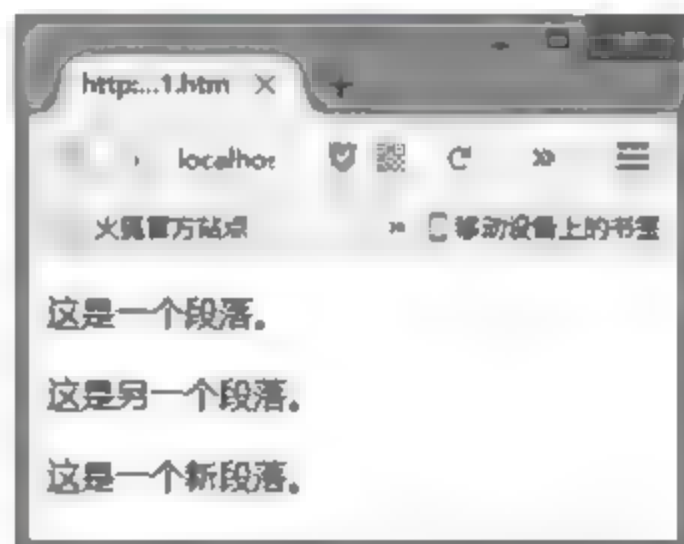 http:...1.htm
localhos
火狐官方站点 » 移动设备上的书签
这是一个段落。
这是另一个段落。
这是一个新段落。